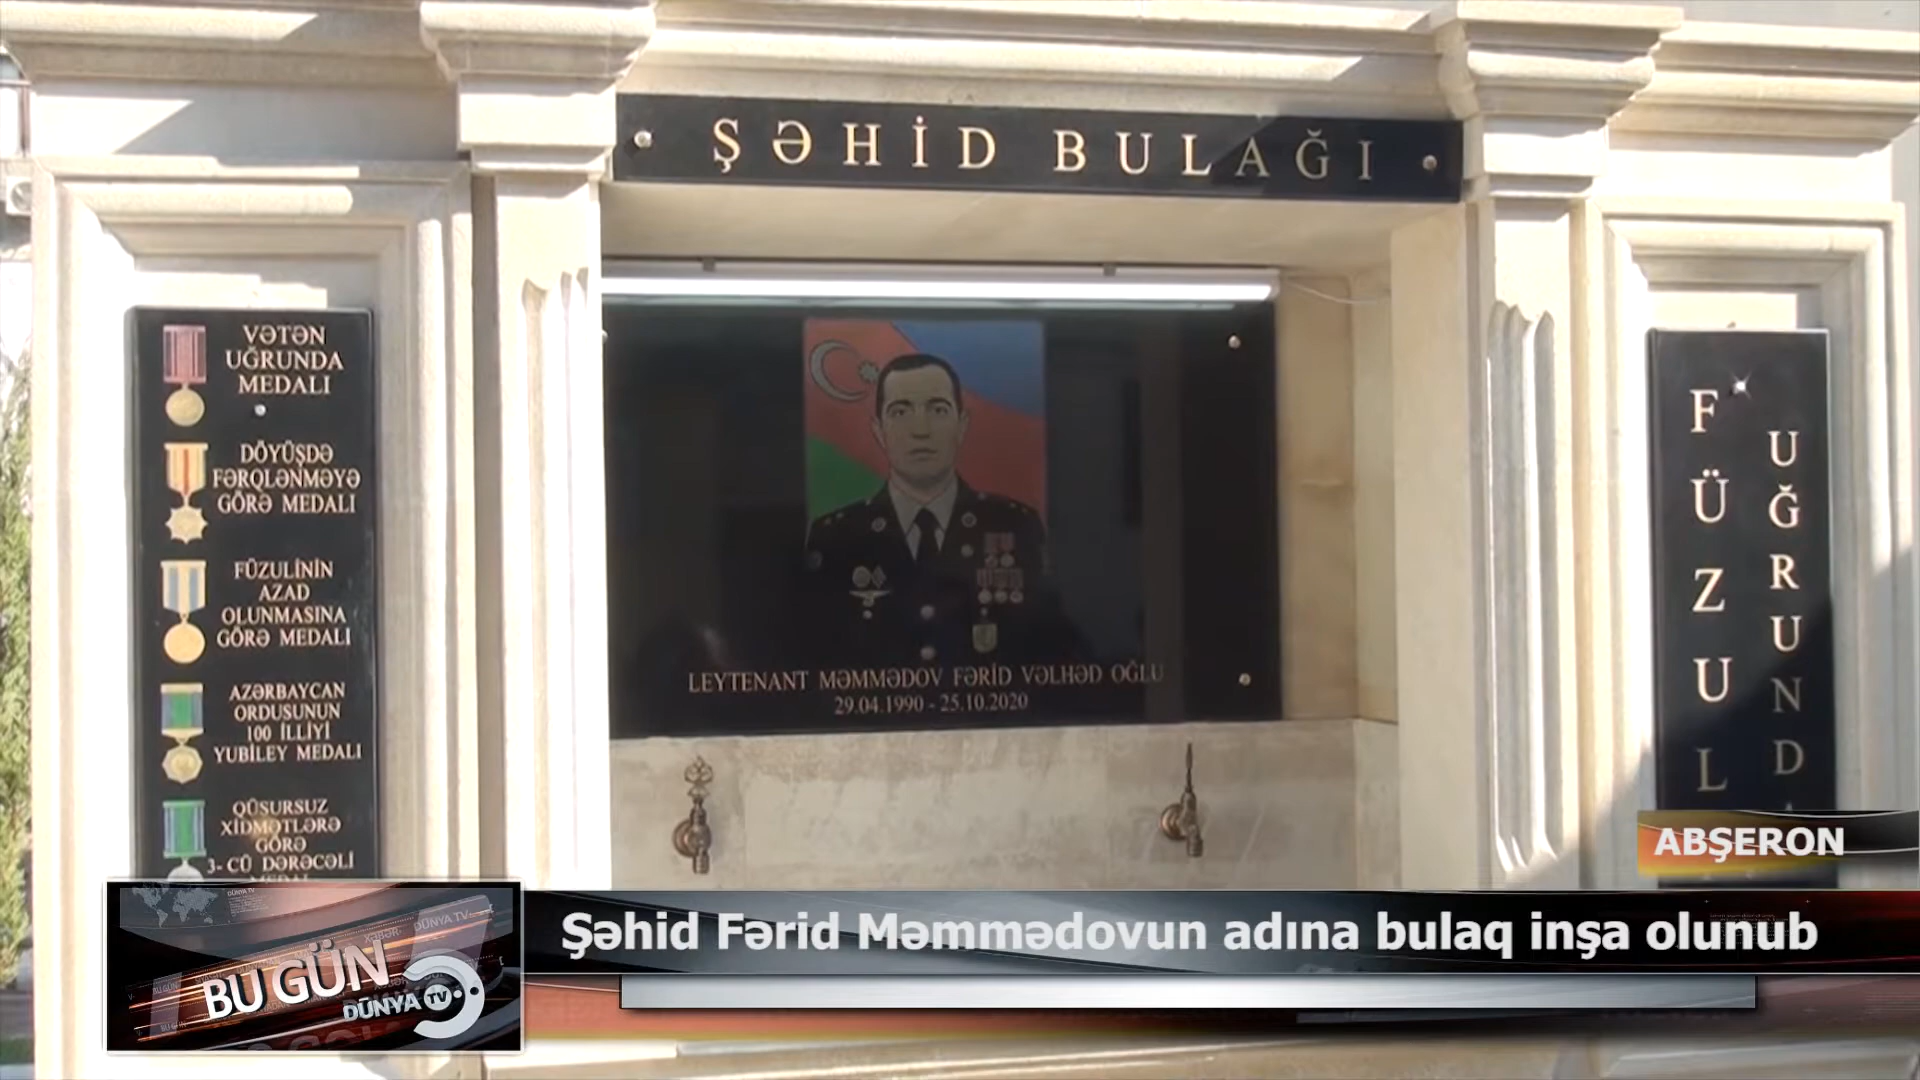 ŞƏHİD BULAĞI
VƏTƏN
UĞRUNDA
MEDALI
DÖYÜŞDƏ
FƏRQLƏNMƏYƏ
GÖRƏ MEDALI
FÜZULİNİN
AZAD
OLUNMASINA
GÖRƏ MEDALI
AZƏRBAYCAN
ORDUSUNUN
100 İLLİYİ
YUBİLEY MEDALI
QÜSURSUZ
XİDMƏTLƏRƏ
GÖRƏ
3-CÜ DƏRƏCƏLİ
LEYTENANT MƏMMƏDOV FƏRİD VƏLHƏD OĞLU
29.04.1990 - 25.10.2020
FÜZUL
UĞRUND
ABŞERON
Şəhid Fərid Məmmədovun adına bulaq inşa olunub
BU GÜN
DÜNYA TV